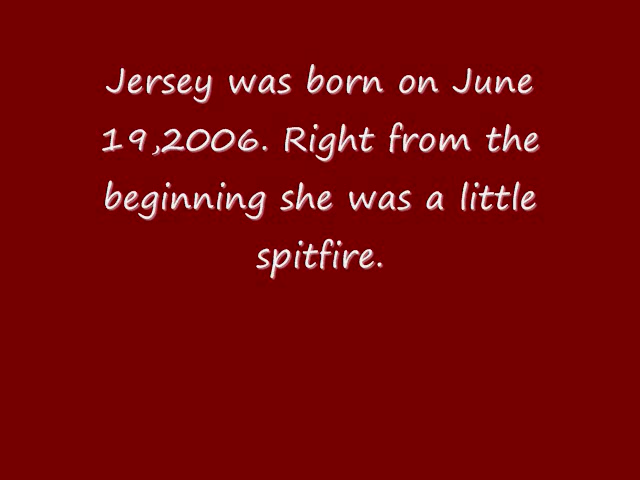 Jersey was born on June
19,2006. Right from the
beginning she was a little
spitfire.